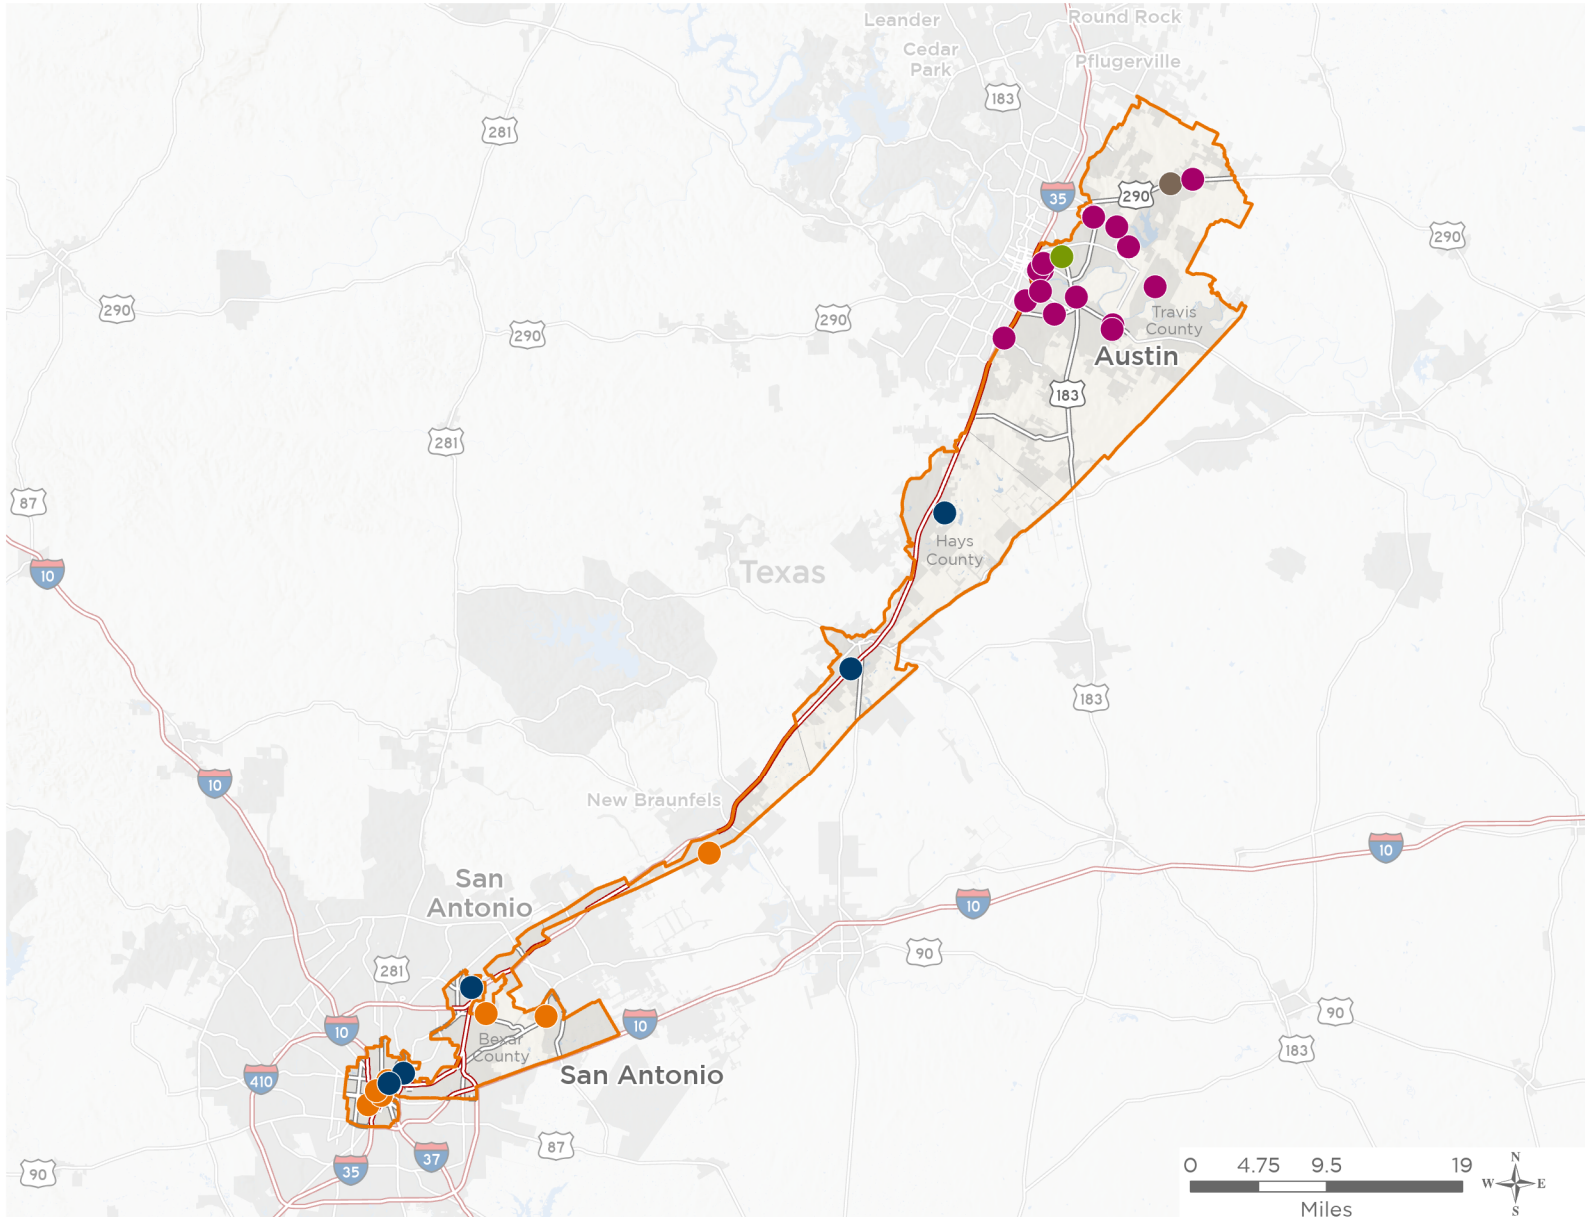 Leander
Round Rock
Cedar
Park
Pflugerville
183
281
35
290
290
290
290
290
Travis
County
Austin
183
281
87
Hays
County
10
Texas
183
10
New Braunfels
10
San
Antonio
10
90
281
10
10
90
Bexar
County
183
410
San Antonio
87
37
35
90
0 4.75 9.5 19
Miles
N
W E
S